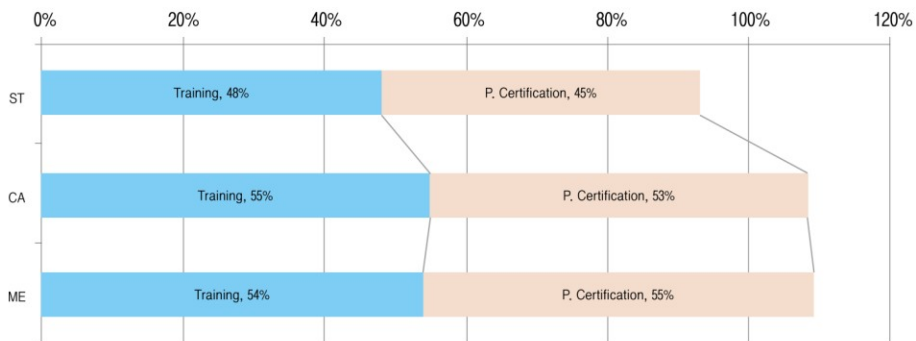 0% 20% 40% 60% 80% 100% 120%
ST Training, 48% P. Certification, 45%
CA Training, 55% P. Certification, 53%
ME Training, 54% P. Certification, 55%